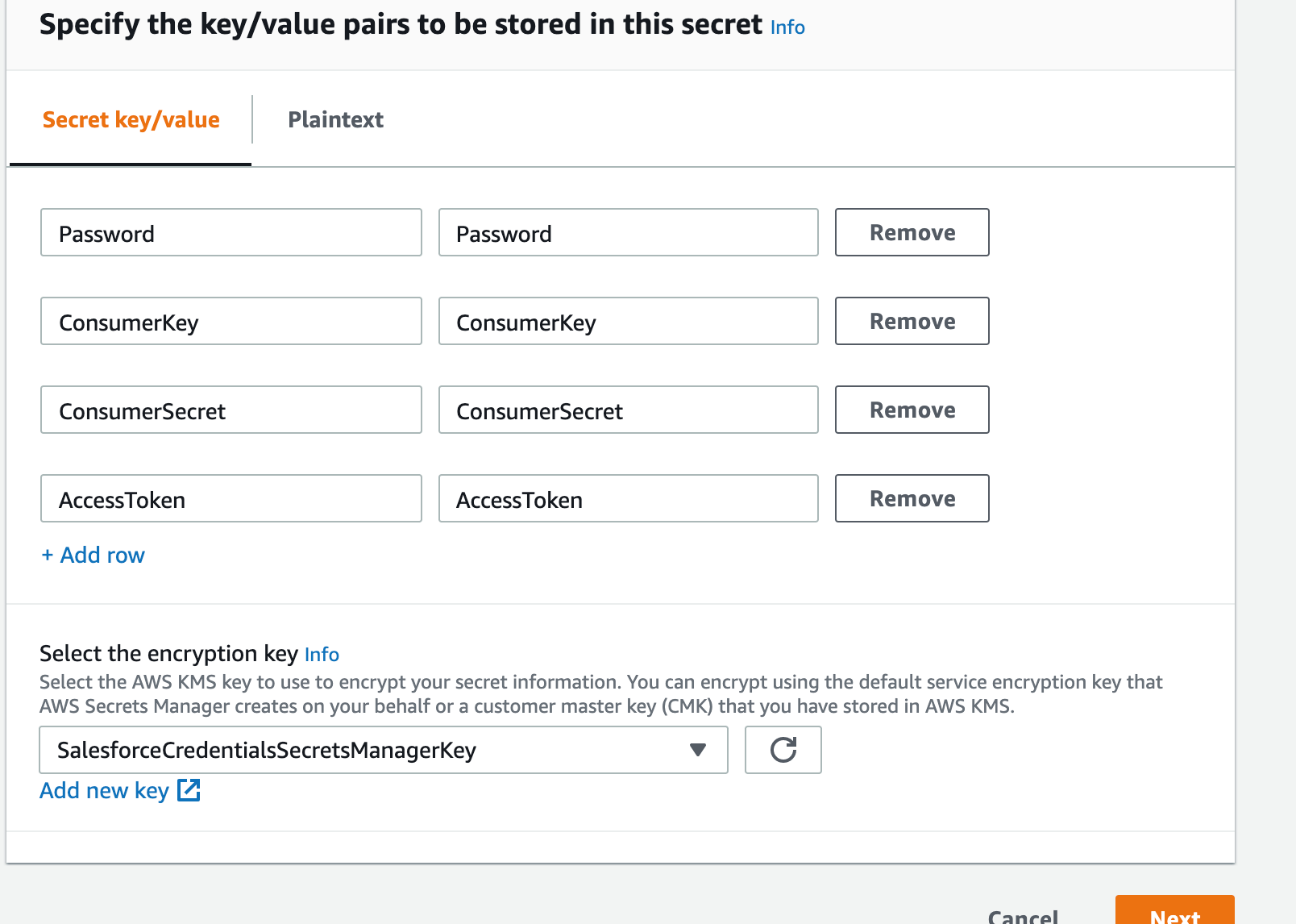 Specify the key/value pairs to be stored in this secret Info
Secret key/value Plaintext
Password Password Remove
ConsumerKey ConsumerKey Remove
ConsumerSecret ConsumerSecret Remove
AccessToken AccessToken Remove
+ Add row
Select the encryption key Info
Select the AWS KMS key to use to encrypt your secret information. You can encrypt using the default service encryption key that
AWS Secrets Manager creates on your behalf or a customer master key (CMK) that you have stored in AWS KMS.
SalesforceCredentialsSecretsManagerKey
Add new key
Cancel Next